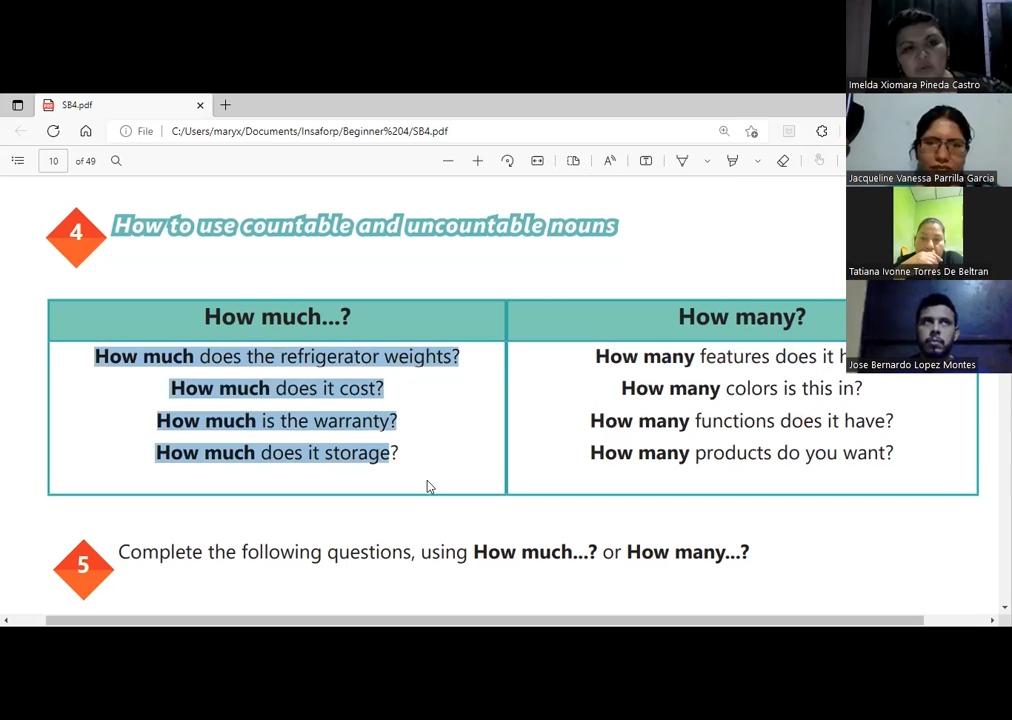 SB4.pdf
File
C:/Users/maryx/Documents/Insaforp/Beginner%204/SB4.pdf
10 of 49
4
How to use countable and uncountable nouns
How much...?
How much does the refrigerator weights?
How much does it cost?
How much is the warranty?
How much does it storage?
How many?
How many features does it h
How many colors is this in?
How many functions does it have?
How many products do you want?
5
Complete the following questions, using How much...? or How many...?
Imelda Xiomara Pineda Castro
Jacqueline Vanessa Parrilla Garcia
Tatiana Ivonne Torres De Beltran
Jose Bernardo Lopez Montes